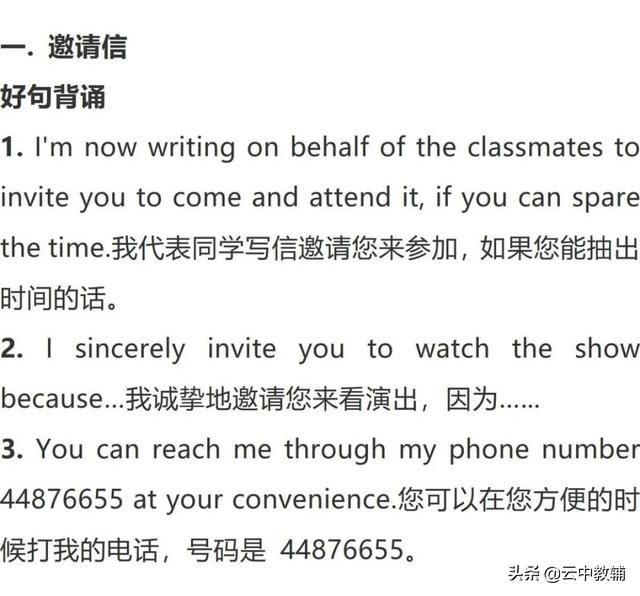 一. 邀请信
好句背诵
1. I'm now writing on behalf of the classmates to
invite you to come and attend it, if you can spare
the time.我代表同学写信邀请您来参加，如果您能抽出
时间的话。
2. I sincerely invite you to watch the show
because...我诚挚地邀请您来看演出，因为......
3. You can reach me through my phone number
44876655 at your convenience.您可以在您方便的时
候打我的电话，号码是 44876655。
头条 @云中教辅